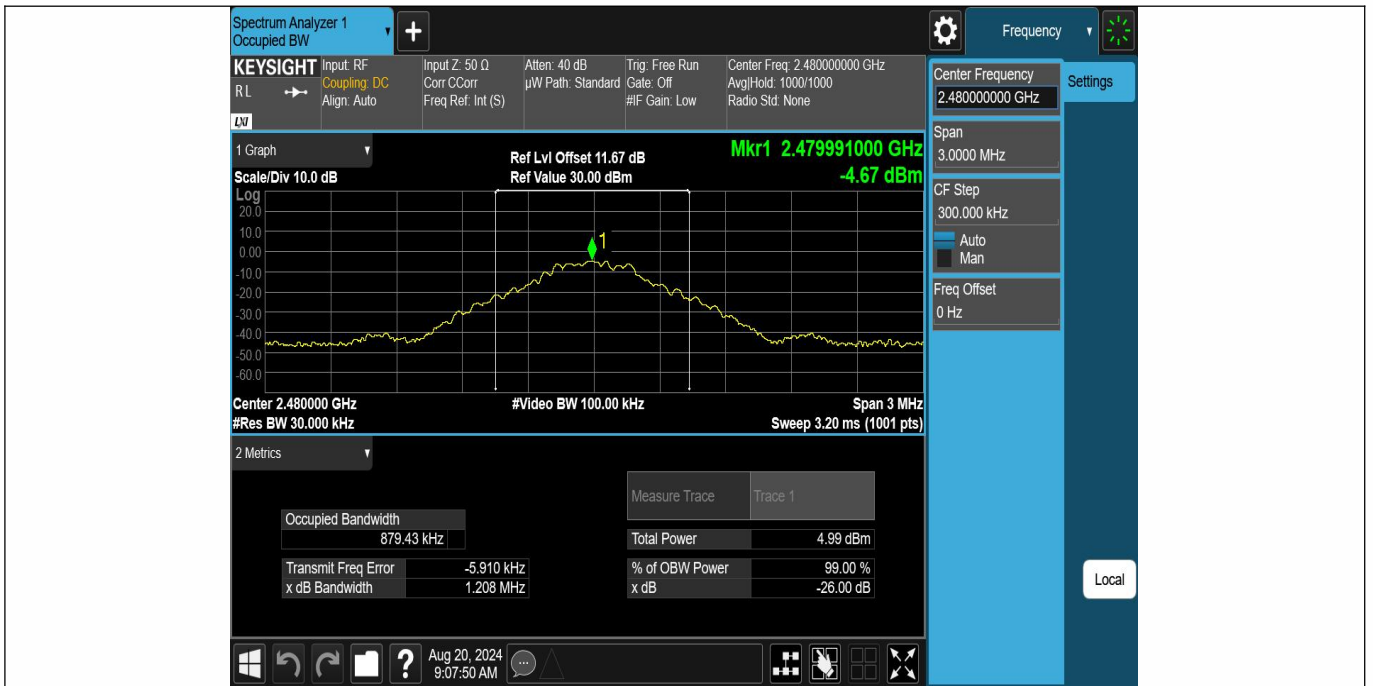 Spectrum Analyzer 1
Occupied BW
+
Frequency
KEYSIGHT
RL
LXI
Input: RF
Coupling: DC
Align: Auto
Input Z: 50 Ω
Corr CCorr
Freq Ref: Int (S)
Atten: 40 dB
µW Path: Standard
Trig: Free Run
Gate: Off
#IF Gain: Low
Center Freq: 2.480000000 GHz
Avg|Hold: 1000/1000
Radio Std: None
Center Frequency
2.480000000 GHz
Settings
Span
3.0000 MHz
CF Step
300.000 kHz
Auto
Man
Freq Offset
0 Hz
Local
1 Graph
Scale/Div 10.0 dB
Ref Lvl Offset 11.67 dB
Ref Value 30.00 dBm
Mkr1 2.479991000 GHz
-4.67 dBm
Log
20.0
10.0
0.00
-10.0
-20.0
-30.0
-40.0
-50.0
-60.0
1
Center 2.480000 GHz
#Video BW 100.00 kHz
Span 3 MHz
#Res BW 30.000 kHz
Sweep 3.20 ms (1001 pts)
2 Metrics
Measure Trace Trace 1
Occupied Bandwidth
879.43 kHz
Total Power 4.99 dBm
Transmit Freq Error -5.910 kHz
% of OBW Power 99.00 %
x dB Bandwidth 1.208 MHz
x dB -26.00 dB
?
Aug 20, 2024
9:07:50 AM